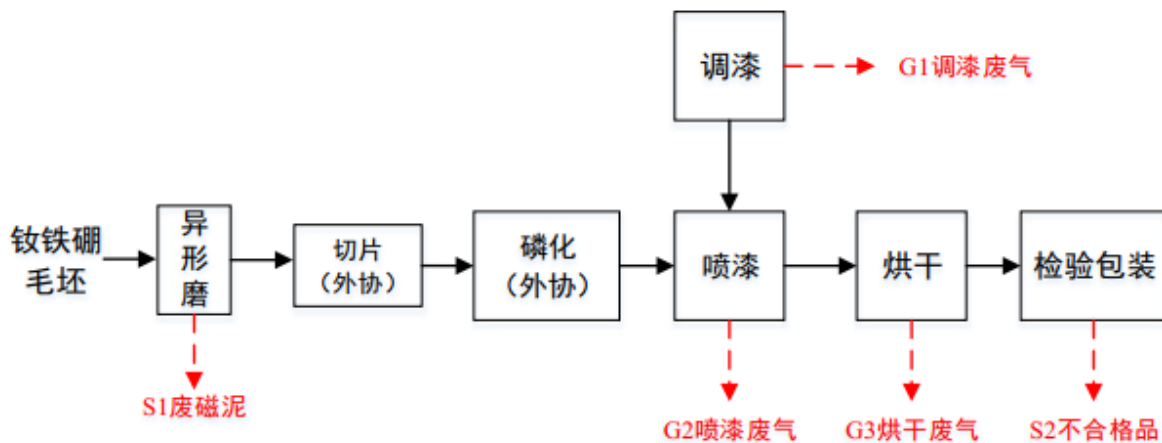 调漆
G1调漆废气
钕铁硼
毛坯
异
形
磨
切片
（外协）
磷化
（外协）
喷漆
烘干
检验包装
S1废磁泥
G2喷漆废气
G3烘干废气
S2不合格品